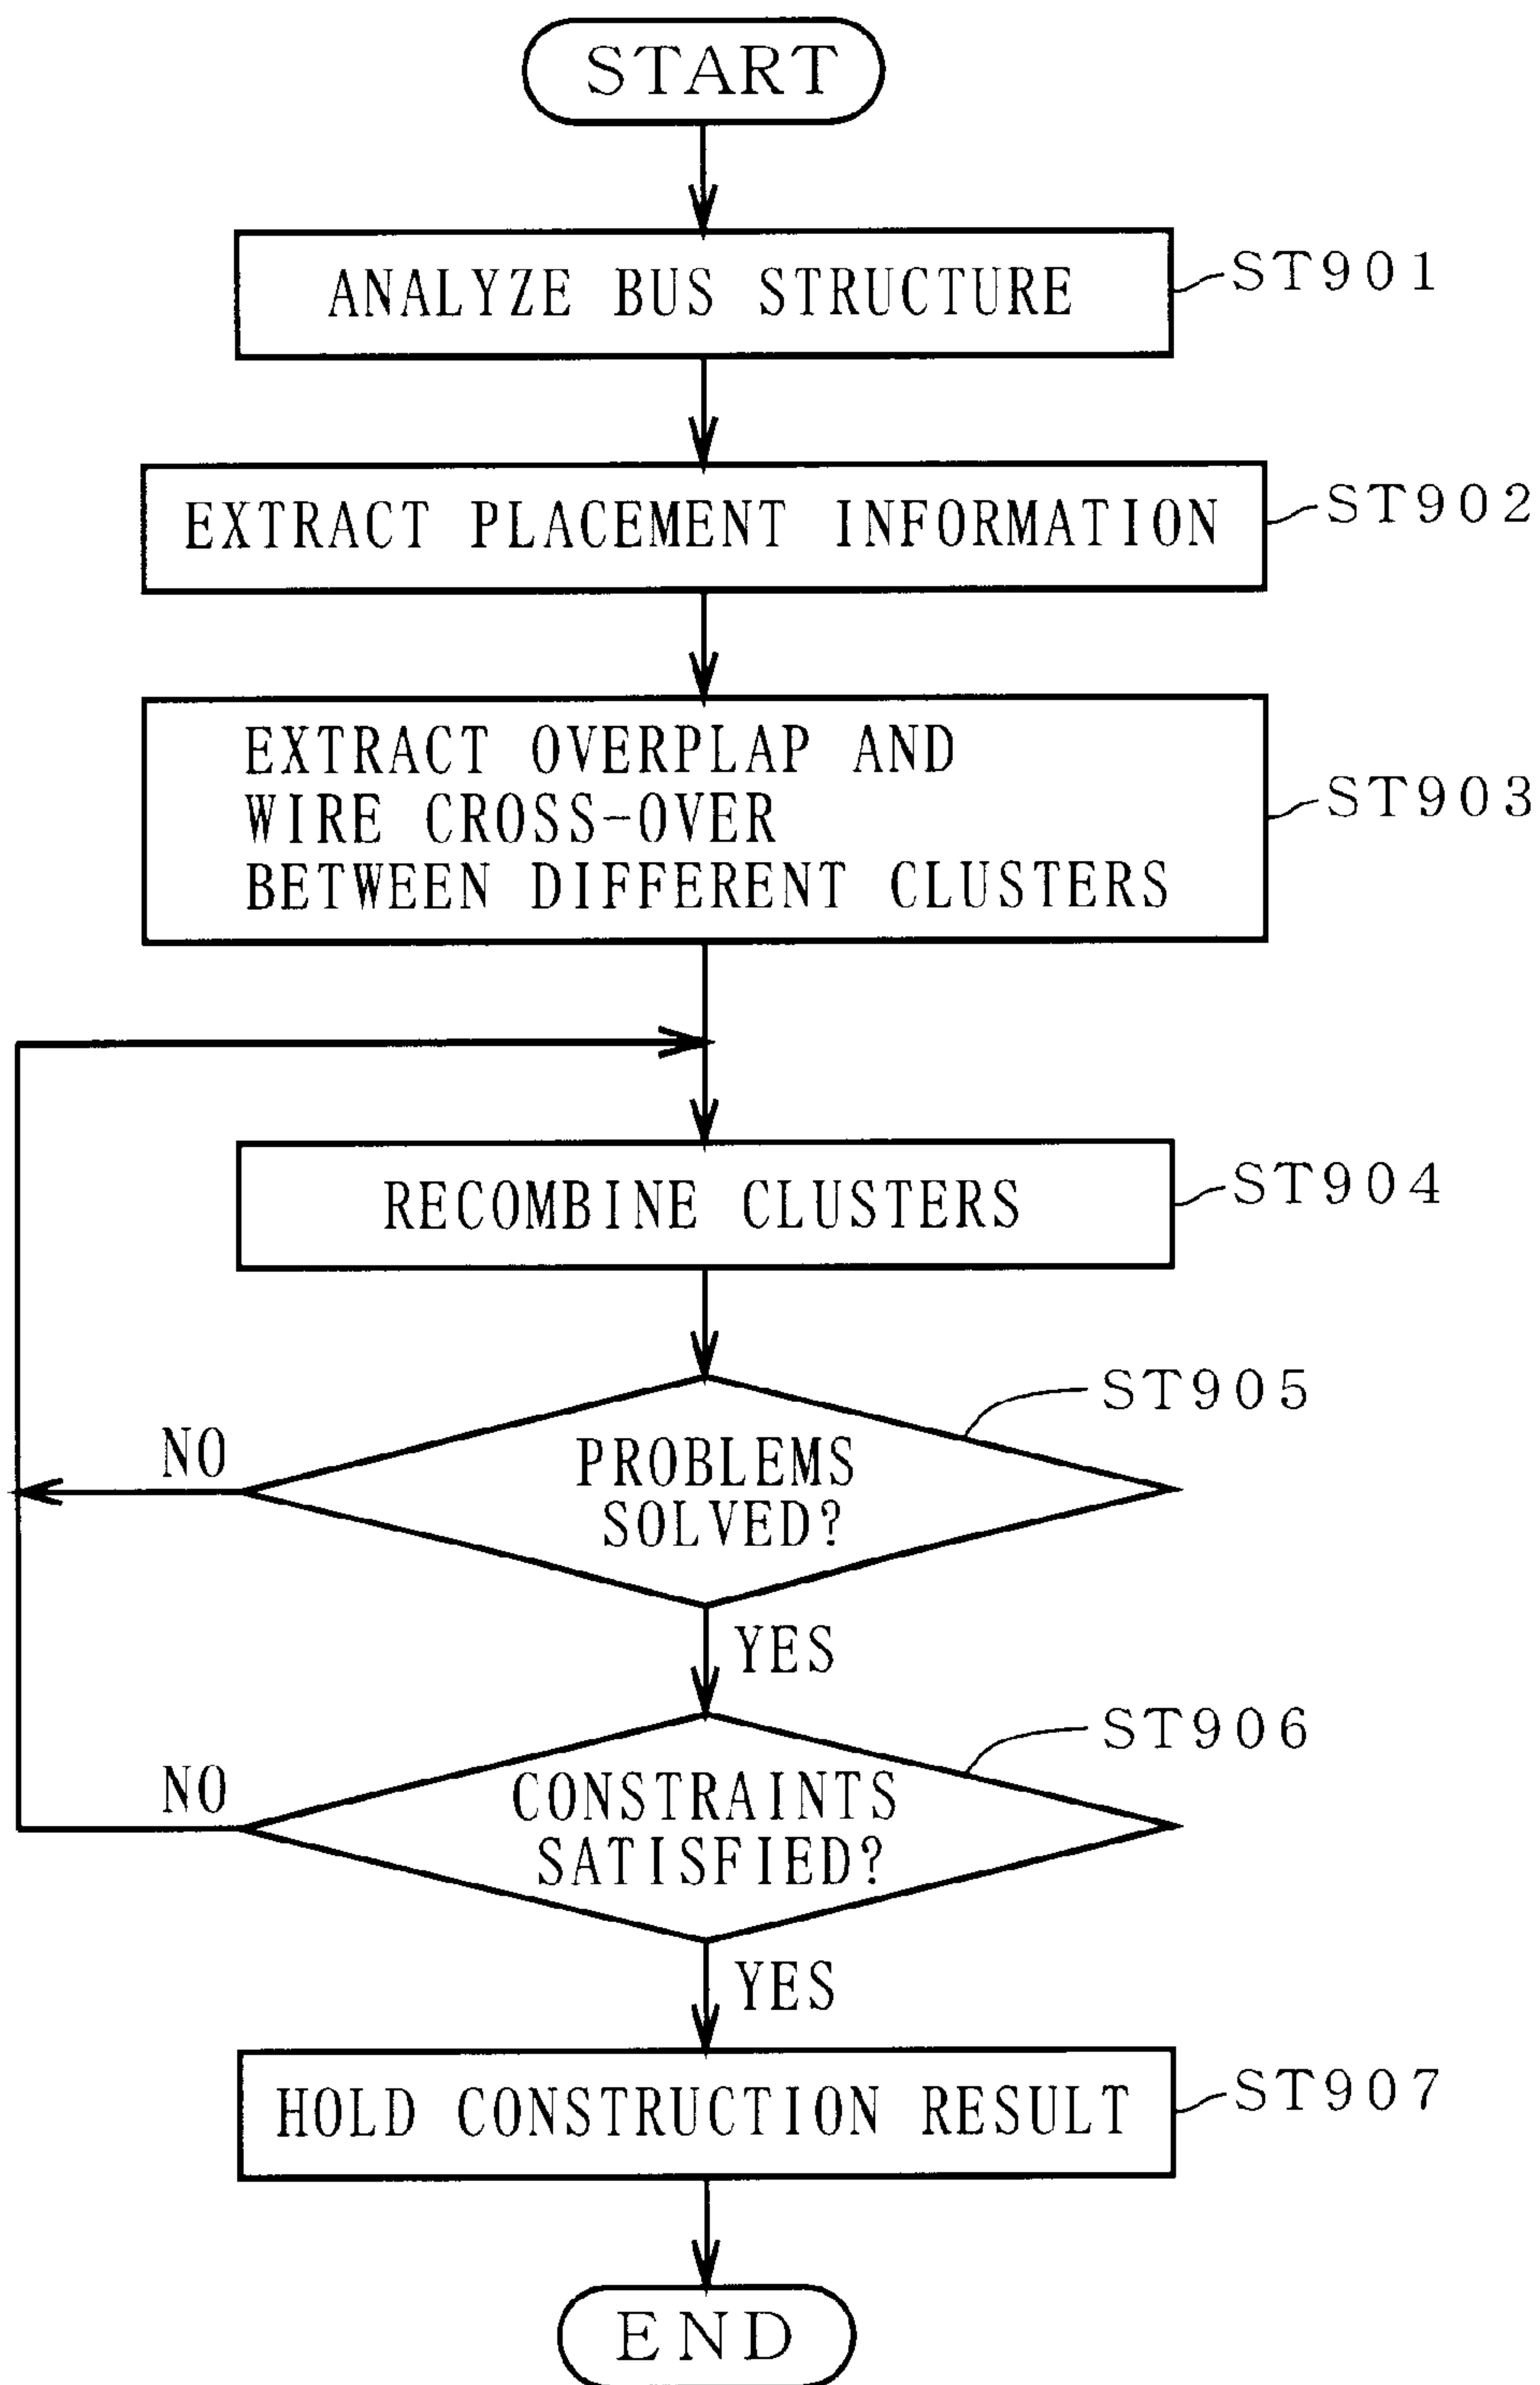 START
ANALYZE BUS STRUCTURE
ST901
EXTRACT PLACEMENT INFORMATION
ST902
EXTRACT OVERPLAP AND
WIRE CROSS-OVER
BETWEEN DIFFERENT CLUSTERS
ST903
RECOMBINE CLUSTERS
ST904
PROBLEMS
SOLVED?
ST905
NO
YES
CONSTRAINTS
SATISFIED?
ST906
NO
YES
HOLD CONSTRUCTION RESULT
ST907
END